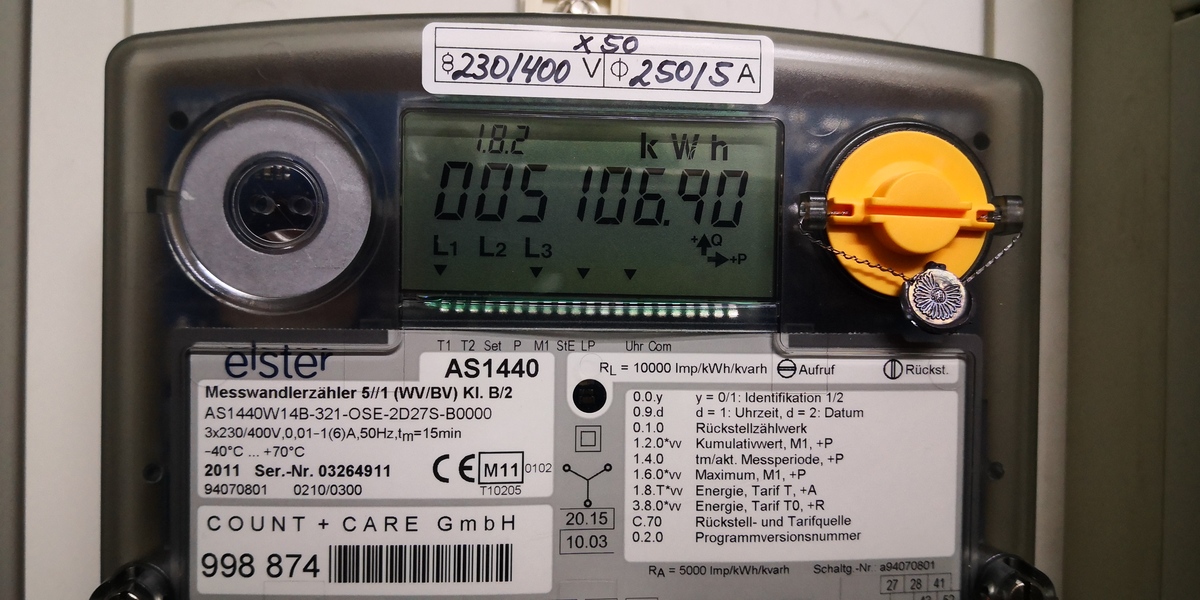 x 50
230/400 V 250/5 A
1.8.2 kWh
005106.90
L1 L2 L3
+Q
+P
T1 T2 Set P M1 StE LP Uhr Com
elster
AS1440
Messwandlerzähler 5//1 (WV/BV) Kl. B/2
AS1440W14B-321-OSE-2D27S-B0000
3x230/400V,0,01-1(6)A,50Hz,tm=15min
-40°C ... +70°C
2011 Ser.-Nr. 03264911
CE M11 0102
94070801 0210/0300
T10205
COUNT + CARE GmbH
998 874
20.15
10.03
RL = 10000 Imp/kWh/kvarh Aufruf Rückst.
0.0.y y = 0/1: Identifikation 1/2
0.9.d d = 1: Uhrzeit, d = 2: Datum
0.1.0 Rückstellzählwerk
1.2.0*vv Kumulativwert, M1, +P
1.4.0 tm/akt. Messperiode, +P
1.6.0*vv Maximum, M1, +P
1.8.T*vv Energie, Tarif T, +A
3.8.0*vv Energie, Tarif T0, +R
C.70 Rückstell- und Tarifquelle
0.2.0 Programmversionsnummer
RA = 5000 Imp/kWh/kvarh Schaltg -Nr. a94070801
27 28 41